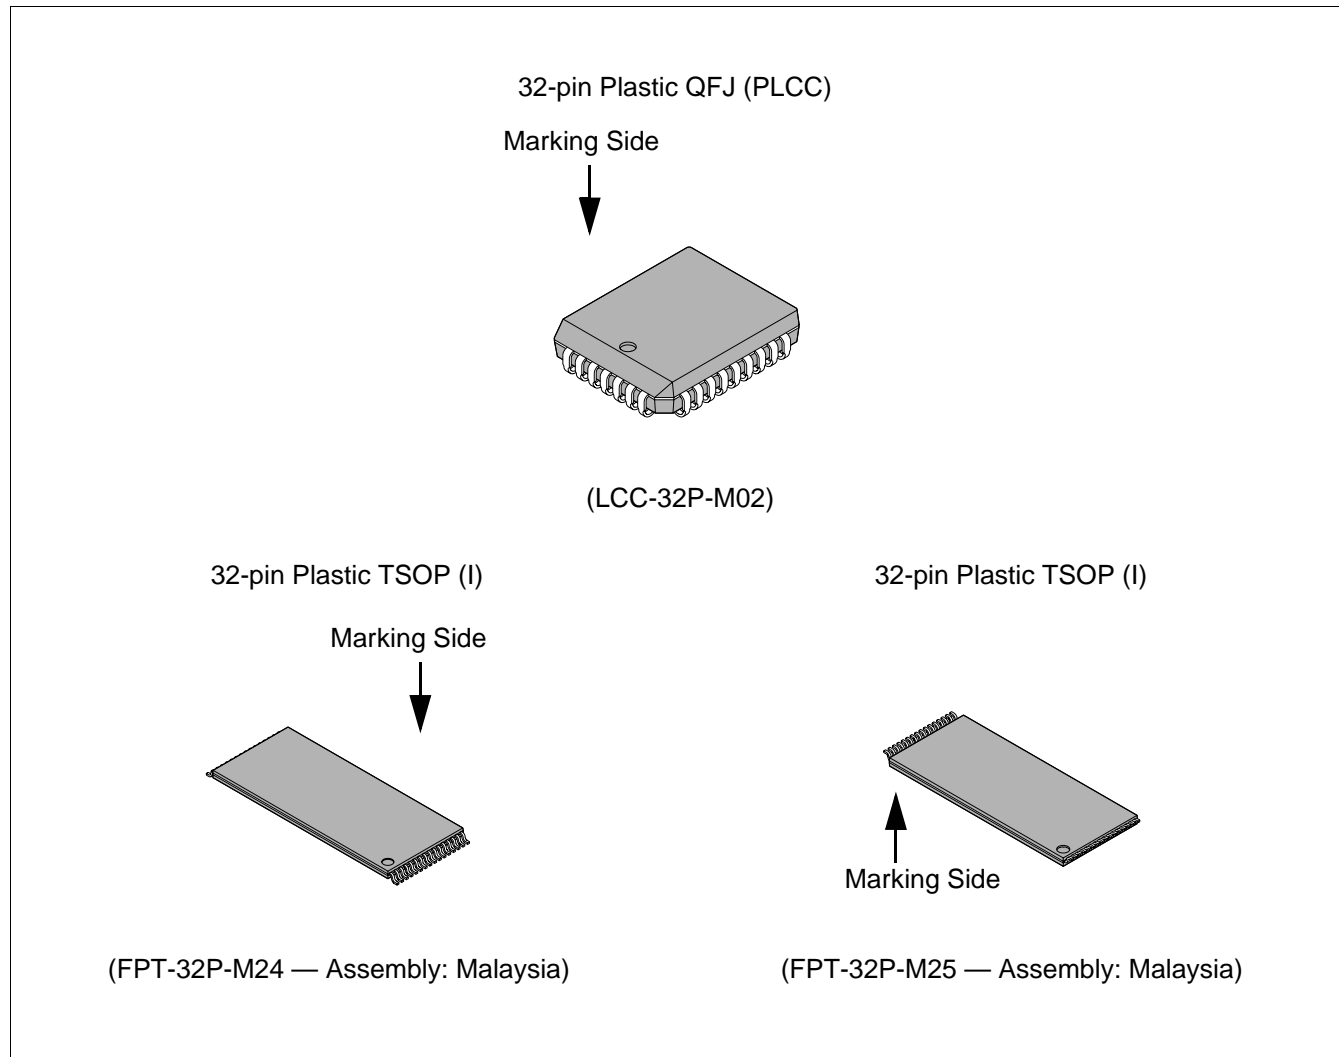 32-pin Plastic QFJ (PLCC)
Marking Side
(LCC-32P-M02)
32-pin Plastic TSOP (I)
Marking Side
(FPT-32P-M24 — Assembly: Malaysia)
32-pin Plastic TSOP (I)
Marking Side
(FPT-32P-M25 — Assembly: Malaysia)